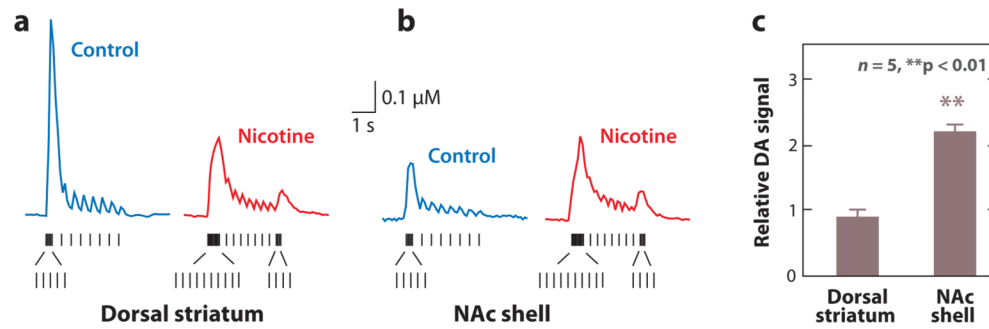 a
Control
Nicotine
Dorsal striatum
b
0.1 μM
1 s
Control
Nicotine
NAc shell
c
n = 5, **p < 0.01
**
Relative DA signal
3
2
1
0
Dorsal
striatum
NAc
shell